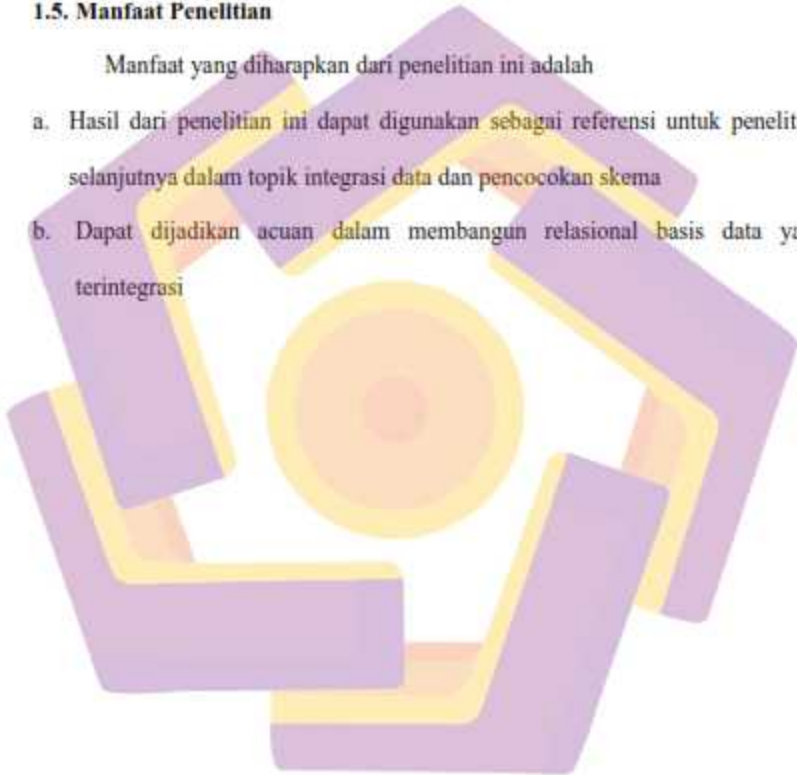 1.5. Manfaat Penelitian
Manfaat yang diharapkan dari penelitian ini adalah
a. Hasil dari penelitian ini dapat digunakan sebagai referensi untuk penelit
selanjutnya dalam topik integrasi data dan pencocokan skema
b. Dapat dijadikan acuan dalam membangun relasional basis data ya
terintegrasi